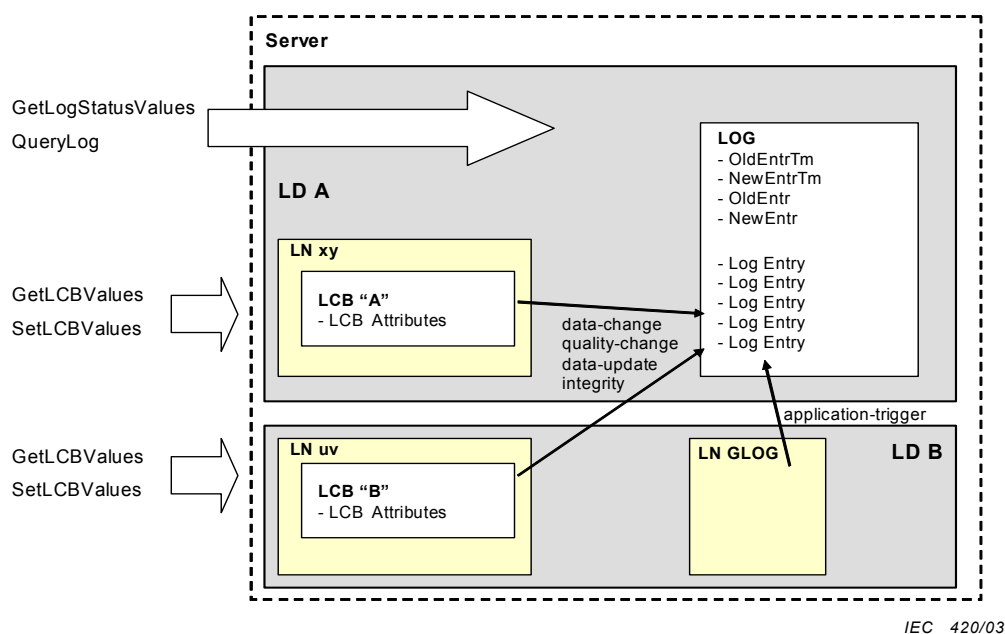 Server
GetLogStatusValues
QueryLog
LOG
- OldEntrTm
- NewEntrTm
- OldEntr
- NewEntr
- Log Entry
- Log Entry
- Log Entry
- Log Entry
- Log Entry
LD A
LN xy
LCB “A”
- LCB Attributes
GetLCBValues
SetLCBValues
data-change
quality-change
data-update
integrity
application-trigger
GetLCBValues
SetLCBValues
LN uv
LCB “B”
- LCB Attributes
LN GLOG
LD B
IEC 420/03